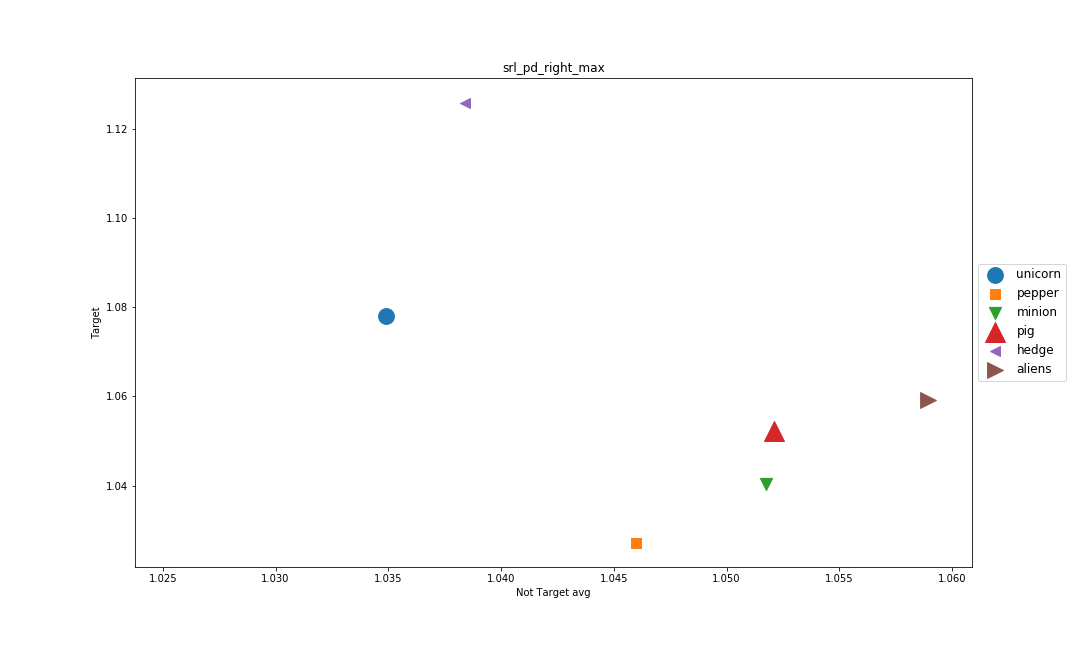 srl_pd_right_max
1.12
1.10
1.08
1.06
1.04
Target
1.025 1.030 1.035 1.040 1.045 1.050 1.055 1.060
Not Target avg
unicorn
pepper
minion
pig
hedge
aliens